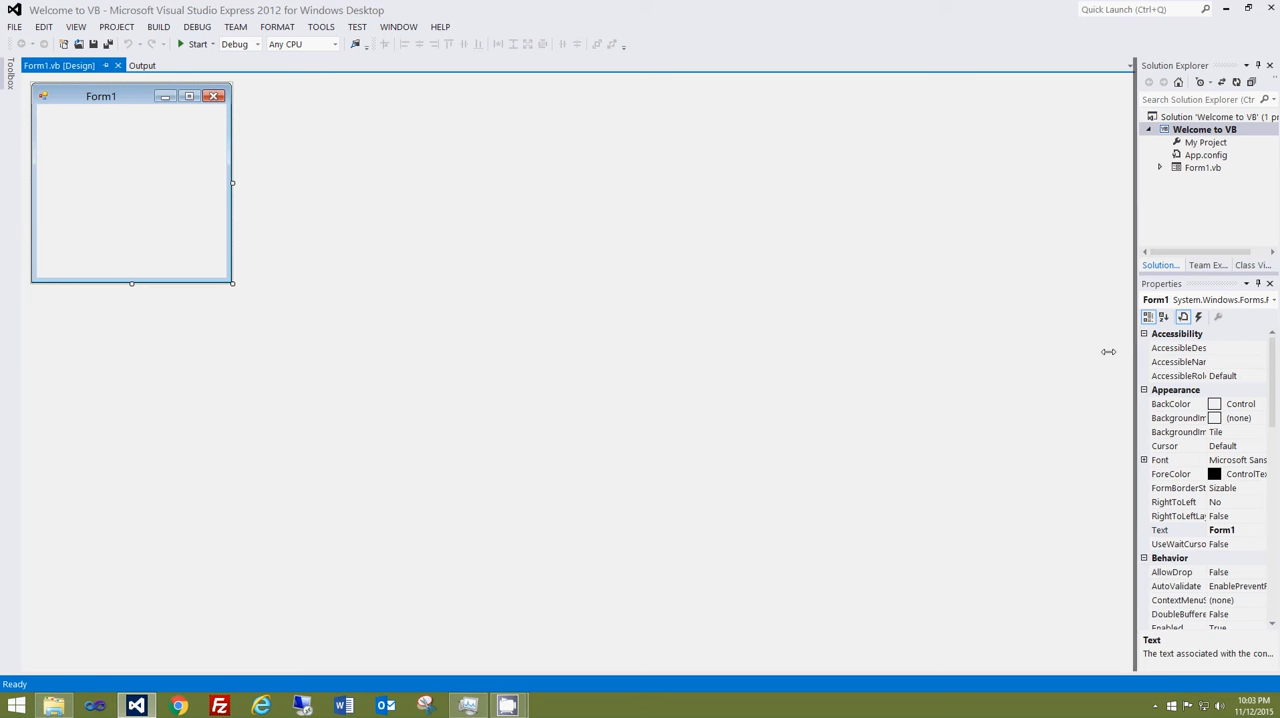 Welcome to VB - Microsoft Visual Studio Express 2012 for Windows Desktop
Quick Launch (Ctrl+Q)
FILE EDIT VIEW PROJECT BUILD DEBUG TEAM FORMAT TOOLS TEST WINDOW HELP
Start Debug Any CPU
Form1.vb [Design] Output
Toolbox
Form1
Solution Explorer
Search Solution Explorer (Ctr
Solution 'Welcome to VB' (1 p
Welcome to VB
My Project
App.config
Form1.vb
Solution... Team Ex... Class Vi...
Properties
Form1 System.Windows.Forms.F
Accessibility
AccessibleDes
AccessibleNar
AccessibleRol Default
Appearance
BackColor Control
BackgroundIm (none)
BackgroundIm Tile
Cursor Default
Font Microsoft Sans
ForeColor ControlTex
FormBorderSt Sizable
RightToLeft No
RightToLeftLay False
Text Form1
UseWaitCurso False
Behavior
AllowDrop False
AutoValidate EnablePreventF
ContextMenuS (none)
DoubleBuffere False
Enabled True
Text
The text associated with the con...
Ready
10:03 PM
11/12/2015